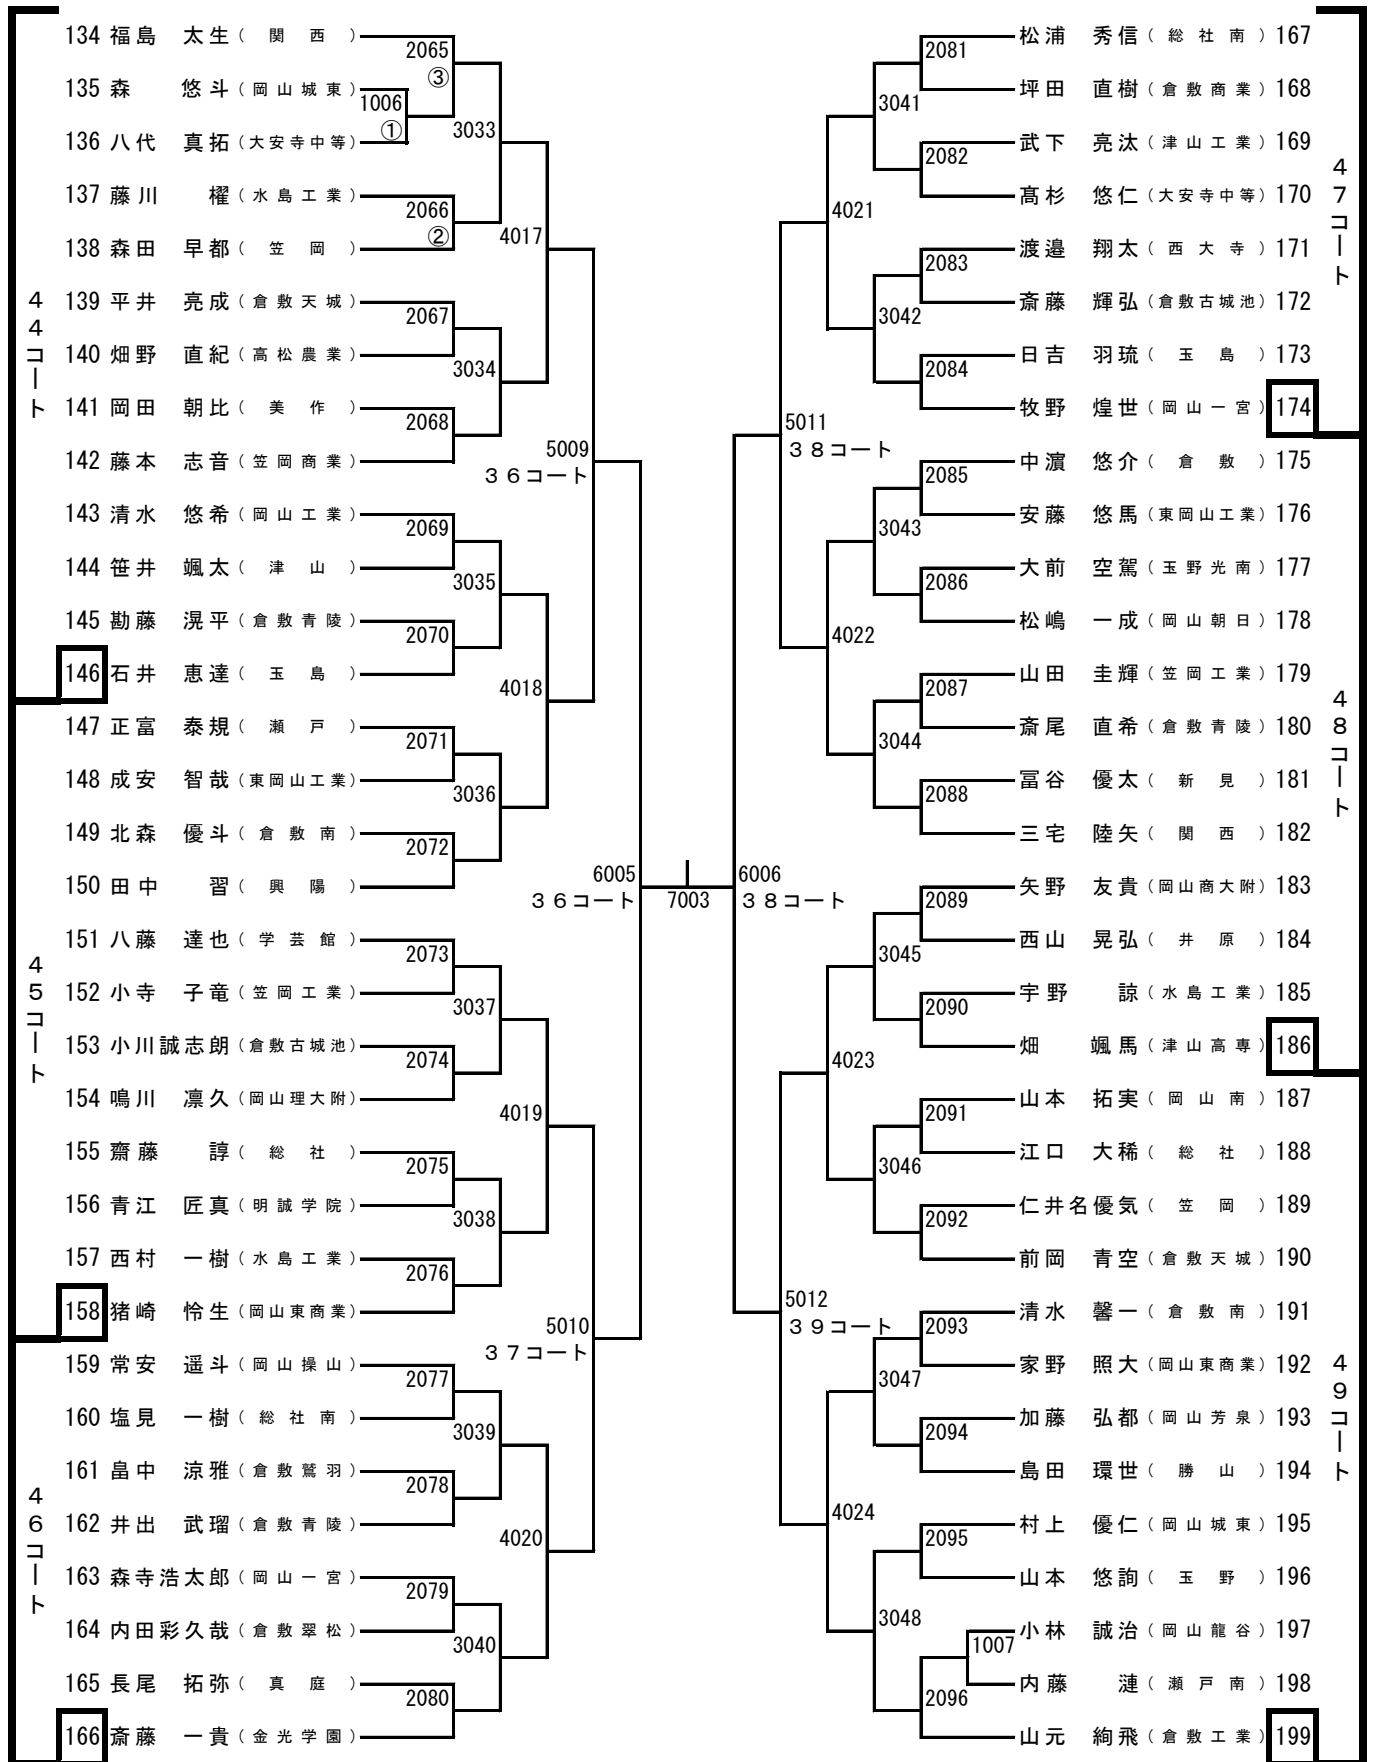 134 福島 太生（関西）
2065
③
135 森 悠斗（岡山城東）
1006
①
3033
136 八代 真拓（大安寺中等）
137 藤川 櫂（水島工業）
2066
②
4017
138 森田 早都（笠岡）
44コート
139 平井 亮成（倉敷天城）
2067
140 畑野 直紀（高松農業）
3034
141 岡田 朝比（美作）
2068
5009
36コート
142 藤本 志音（笠岡商業）
143 清水 悠希（岡山工業）
2069
144 笹井 颯太（津山）
3035
145 勘藤 滉平（倉敷青陵）
2070
146 石井 恵達（玉島）
4018
147 正富 泰規（瀬戸）
2071
148 成安 智哉（東岡山工業）
3036
149 北森 優斗（倉敷南）
2072
150 田中 習（興陽）
6005
36コート
7003
45コート
151 八藤 達也（学芸館）
2073
152 小寺 子竜（笠岡工業）
3037
153 小川誠志朗（倉敷古城池）
2074
154 鳴川 凛久（岡山理大附）
4019
155 齋藤 諄（総社）
2075
156 青江 匠真（明誠学院）
3038
157 西村 一樹（水島工業）
2076
158 猪崎 怜生（岡山東商業）
5010
37コート
159 常安 遥斗（岡山操山）
2077
160 塩見 一樹（総社南）
3039
161 畠中 涼雅（倉敷鷲羽）
2078
46コート
162 井出 武瑠（倉敷青陵）
4020
163 森寺浩太郎（岡山一宮）
2079
164 内田彩久哉（倉敷翠松）
3040
165 長尾 拓弥（真庭）
2080
166 斎藤 一貴（金光学園）
松浦 秀信（総社南）167
2081
坪田 直樹（倉敷商業）168
3041
武下 亮汰（津山工業）169
2082
髙杉 悠仁（大安寺中等）170
47コート
4021
渡邉 翔太（西大寺）171
2083
斎藤 輝弘（倉敷古城池）172
3042
日吉 羽琉（玉島）173
2084
牧野 煌世（岡山一宮）174
5011
38コート
中濵 悠介（倉敷）175
2085
安藤 悠馬（東岡山工業）176
3043
大前 空駕（玉野光南）177
2086
松嶋 一成（岡山朝日）178
4022
山田 圭輝（笠岡工業）179
2087
斎尾 直希（倉敷青陵）180
48コート
3044
冨谷 優太（新見）181
2088
三宅 陸矢（関西）182
6006
38コート
矢野 友貴（岡山商大附）183
2089
西山 晃弘（井原）184
3045
宇野 諒（水島工業）185
2090
畑 颯馬（津山高専）186
4023
山本 拓実（岡山南）187
2091
江口 大稀（総社）188
3046
仁井名優気（笠岡）189
2092
前岡 青空（倉敷天城）190
5012
39コート
清水 馨一（倉敷南）191
2093
家野 照大（岡山東商業）192
49コート
3047
加藤 弘都（岡山芳泉）193
2094
島田 環世（勝山）194
4024
村上 優仁（岡山城東）195
2095
山本 悠詢（玉野）196
3048
小林 誠治（岡山龍谷）197
1007
内藤 漣（瀬戸南）198
2096
山元 絢飛（倉敷工業）199